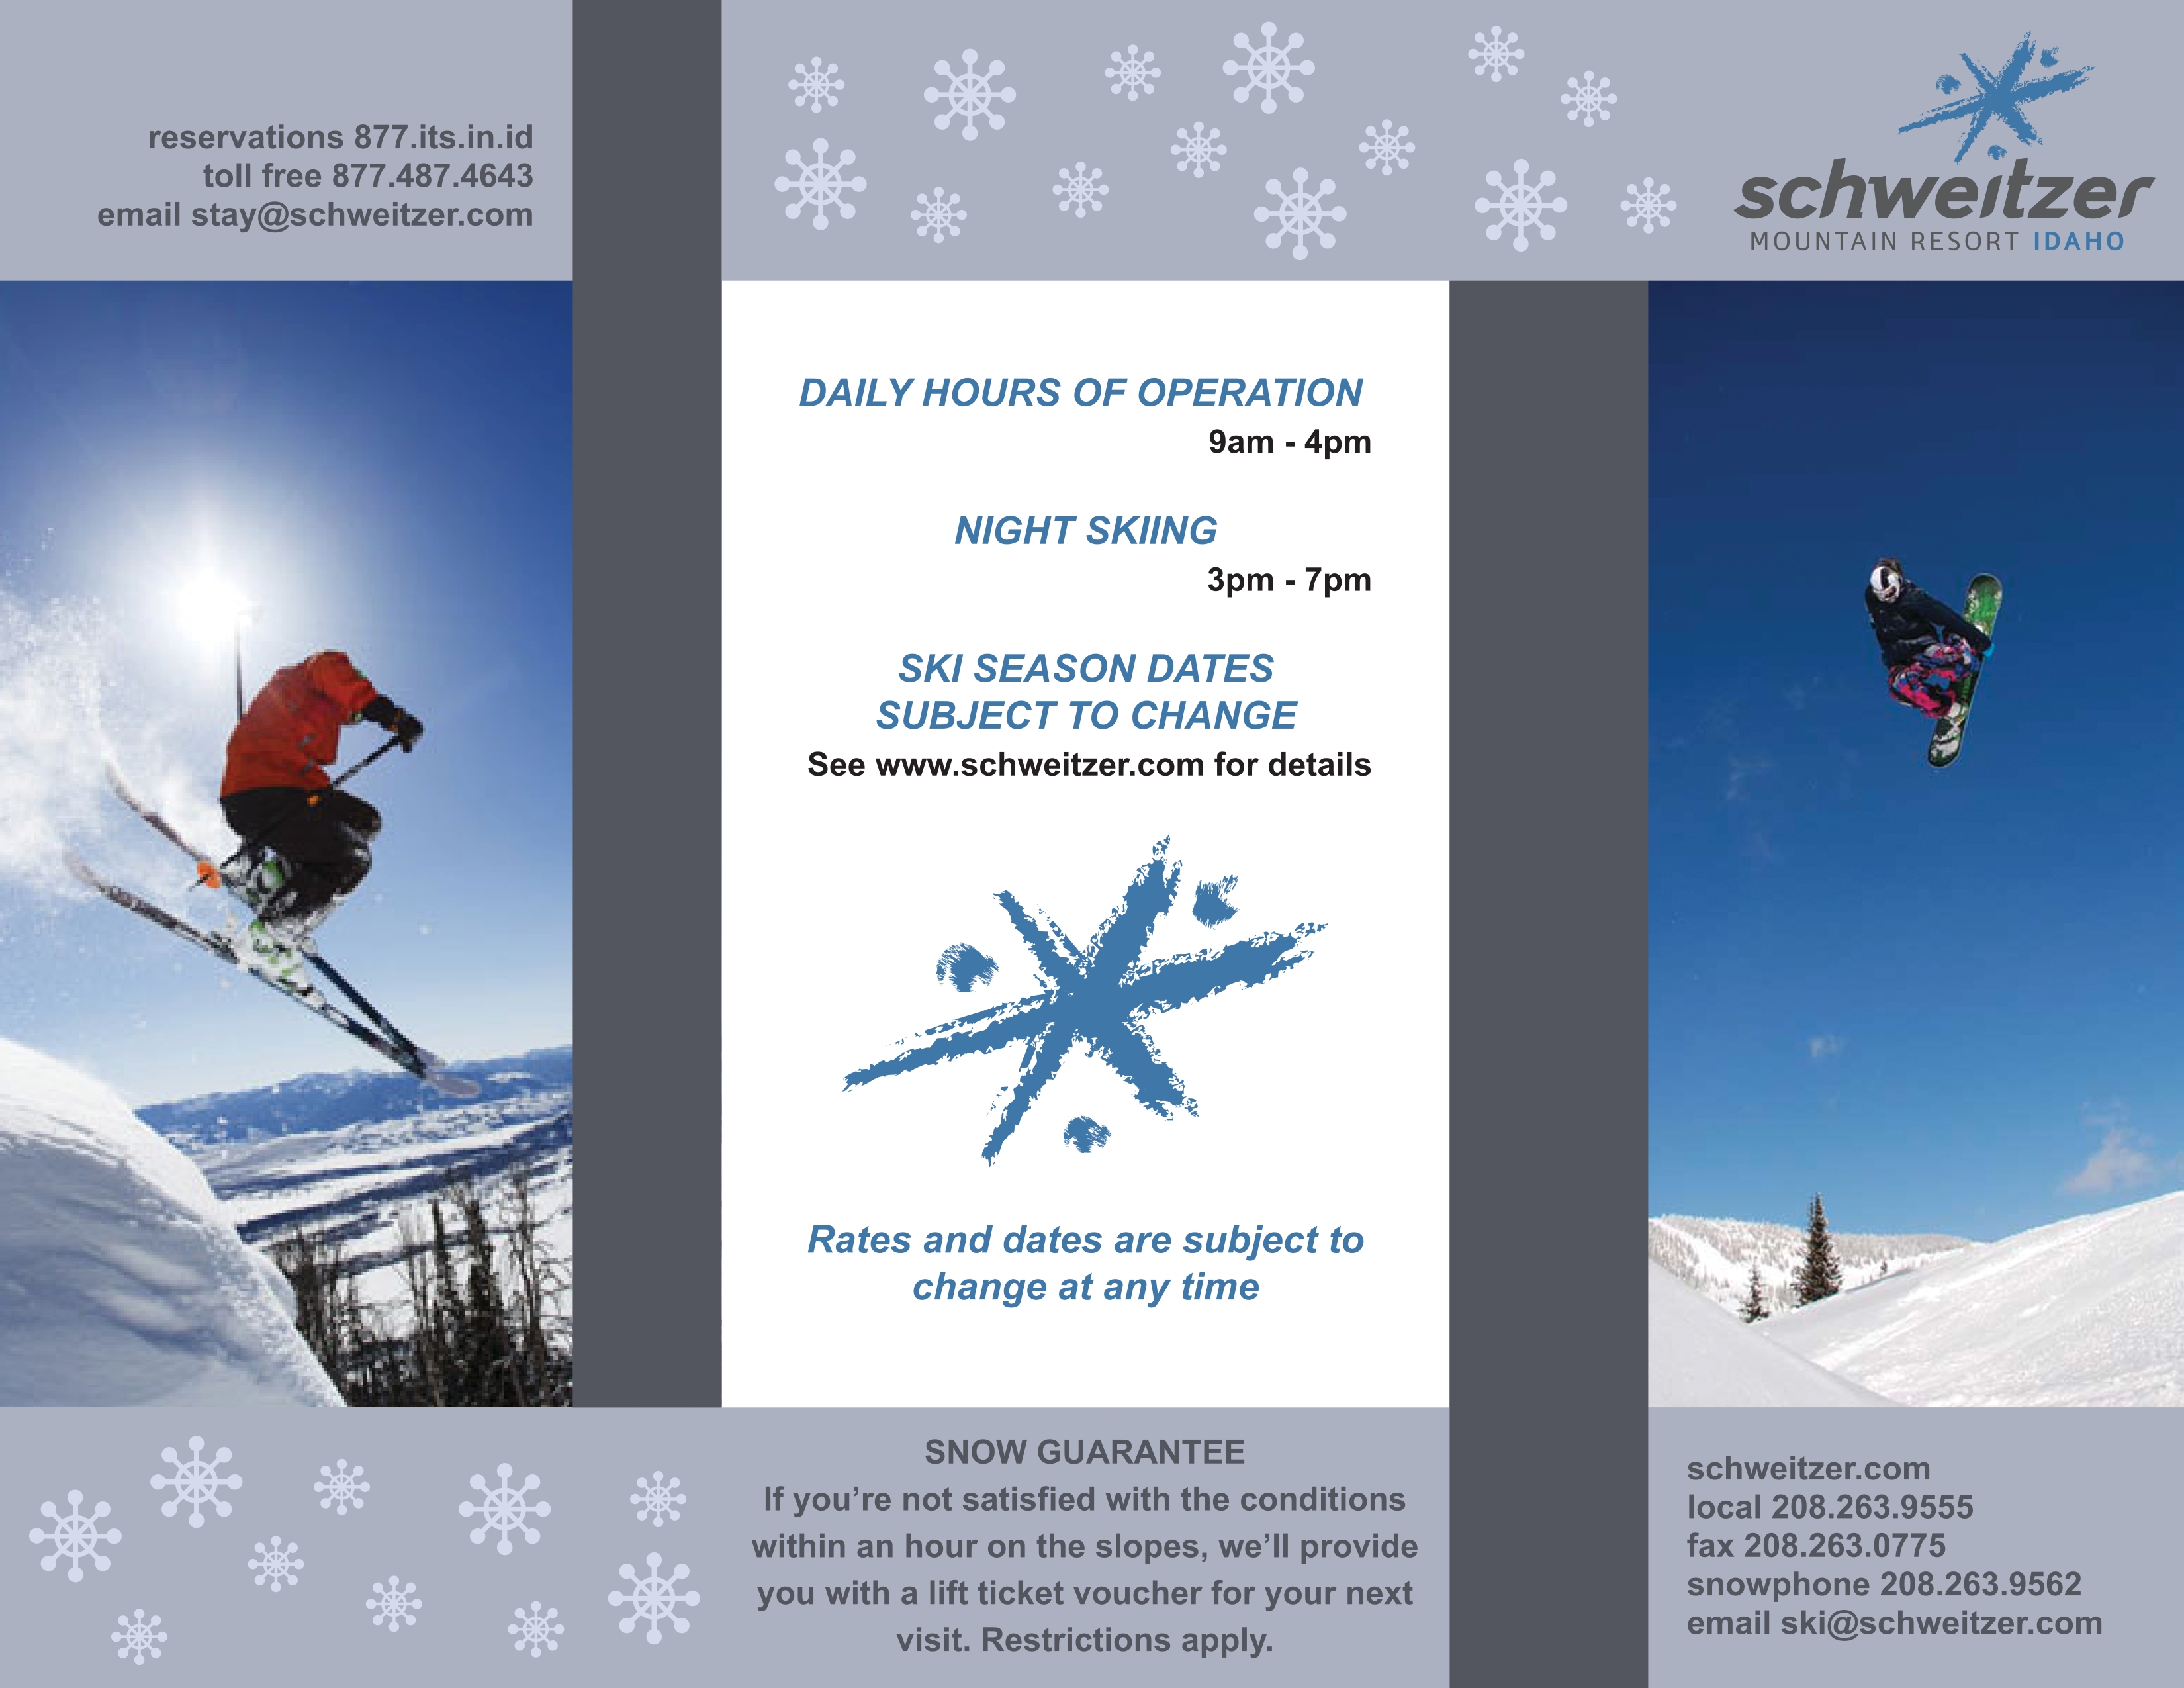 reservations 877.its.in.id
toll free 877.487.4643
email stay@schweitzer.com
schweitzer
MOUNTAIN RESORT IDAHO
DAILY HOURS OF OPERATION
9am - 4pm
NIGHT SKIING
3pm - 7pm
SKI SEASON DATES
SUBJECT TO CHANGE
See www.schweitzer.com for details
Rates and dates are subject to
change at any time
SNOW GUARANTEE
If you’re not satisfied with the conditions
within an hour on the slopes, we’ll provide
you with a lift ticket voucher for your next
visit. Restrictions apply.
schweitzer.com
local 208.263.9555
fax 208.263.0775
snowphone 208.263.9562
email ski@schweitzer.com